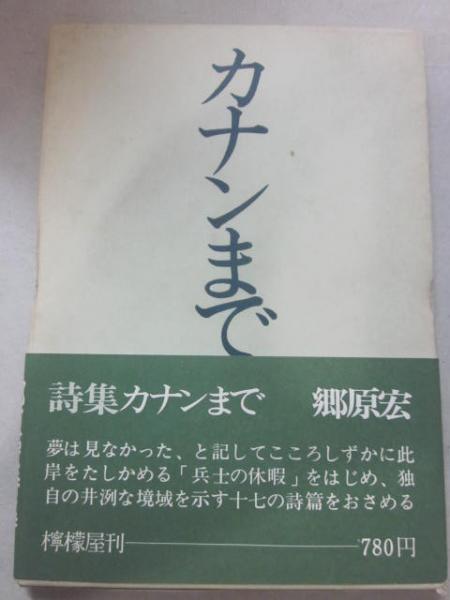 カナンまで
詩集カナンまで 郷原宏
夢は見なかった、と記してこころしずかに此
岸をたしかめる「兵士の休暇」をはじめ、独
自の井洌な境域を示す十七の詩篇をおさめる
檸檬屋刊 780円